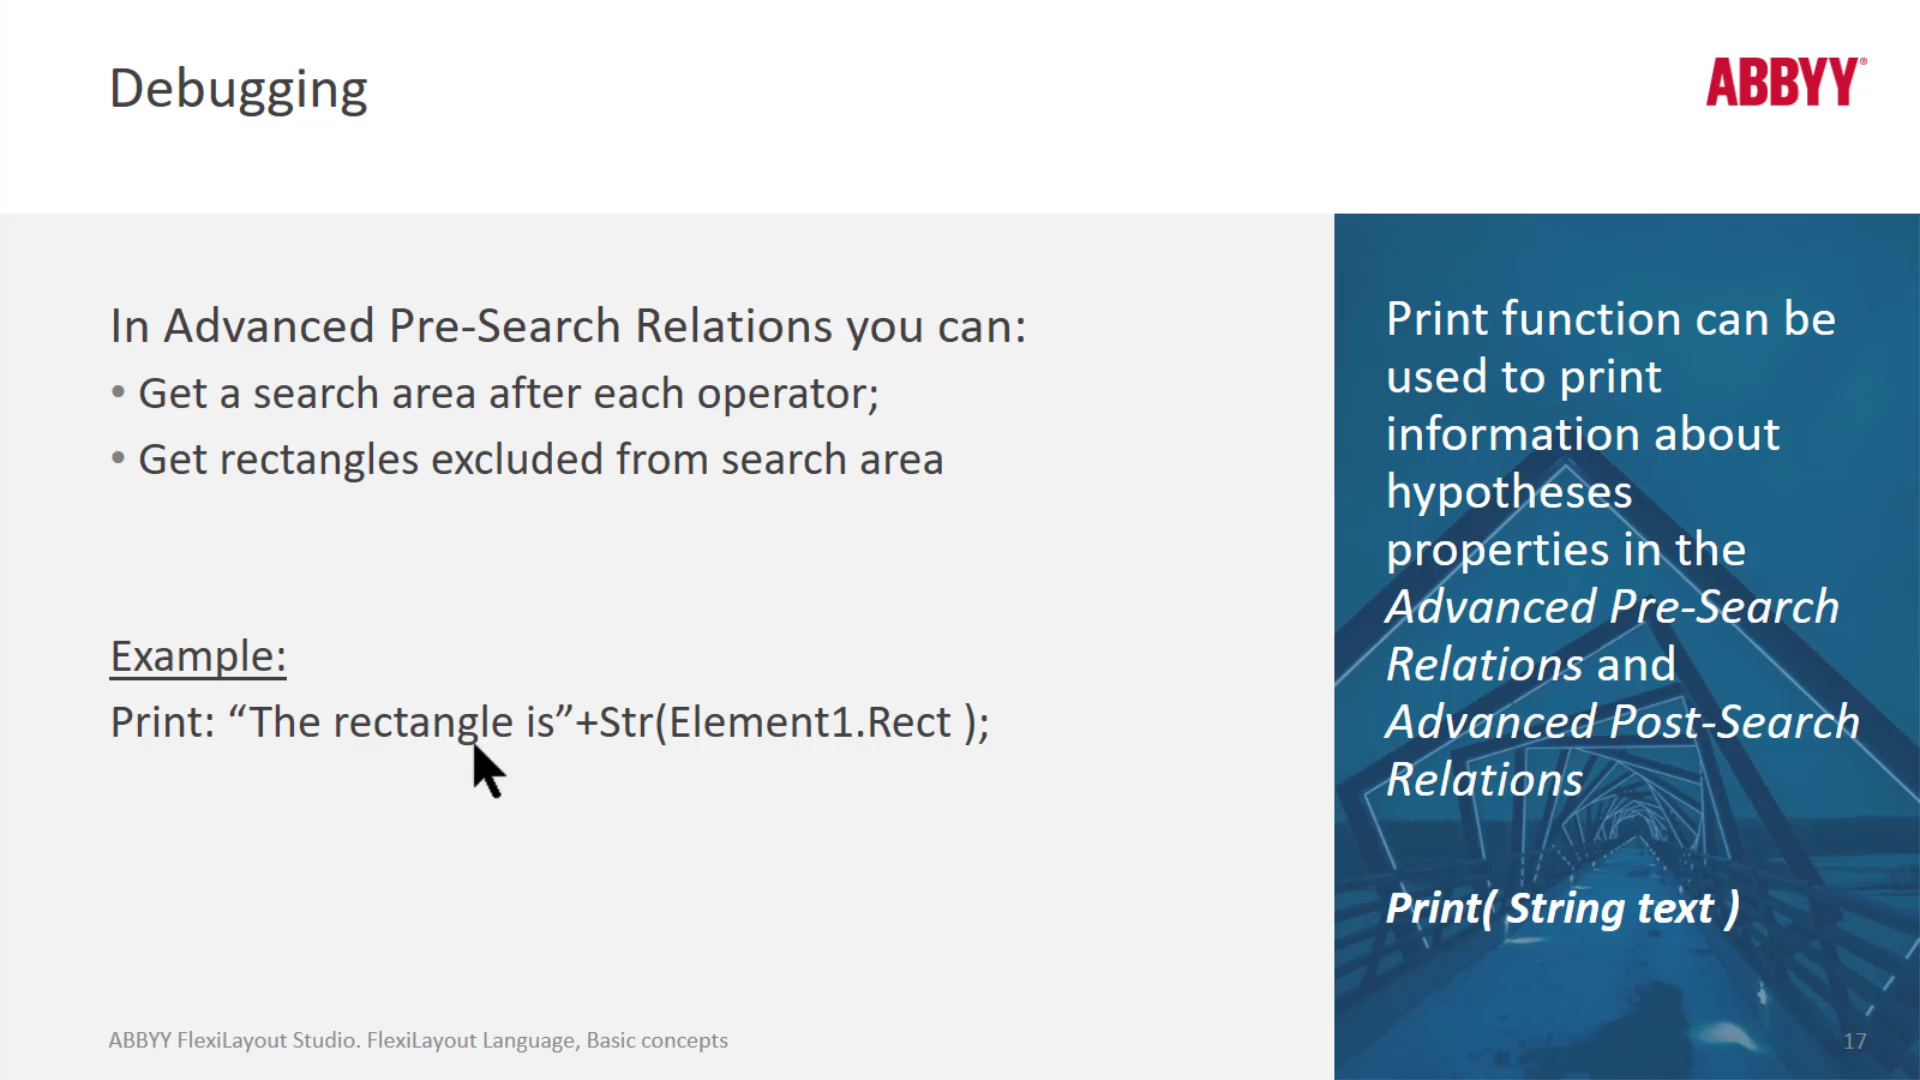 Debugging
ABBYY®
In Advanced Pre-Search Relations you can:
• Get a search area after each operator;
• Get rectangles excluded from search area
Example:
Print: “The rectangle is”+Str(Element1.Rect );
Print function can be
used to print
information about
hypotheses
properties in the
Advanced Pre-Search
Relations and
Advanced Post-Search
Relations
Print( String text )
ABBYY FlexiLayout Studio. FlexiLayout Language, Basic concepts
17